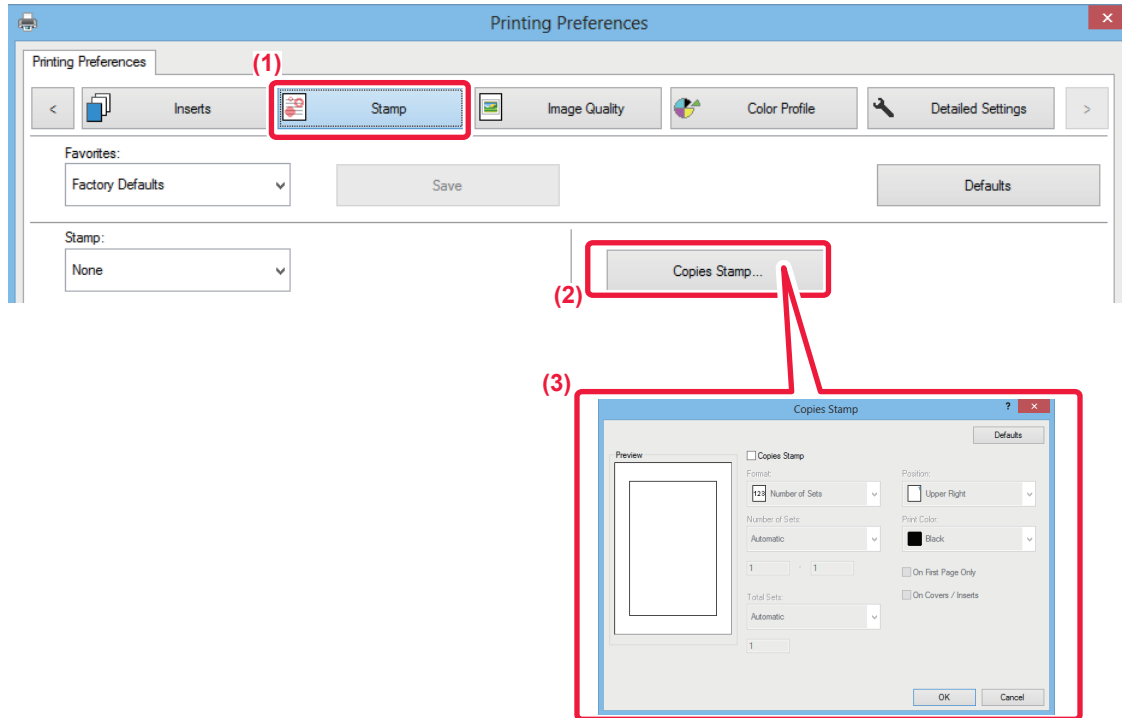 Printing Preferences
Printing Preferences
(1)
<
Inserts
Stamp
Image Quality
Color Profile
Detailed Settings
>
Favorites:
Factory Defaults
Save
Defaults
Stamp:
None
Copies Stamp...
(2)
(3)
Copies Stamp
?
Defaults
Preview
Copies Stamp
Format:
Position:
123 Number of Sets
1 Upper Right
Number of Sets:
Print Color:
Automatic
Black
1 - 1
On First Page Only
Total Sets:
On Covers / Inserts
Automatic
1
OK
Cancel